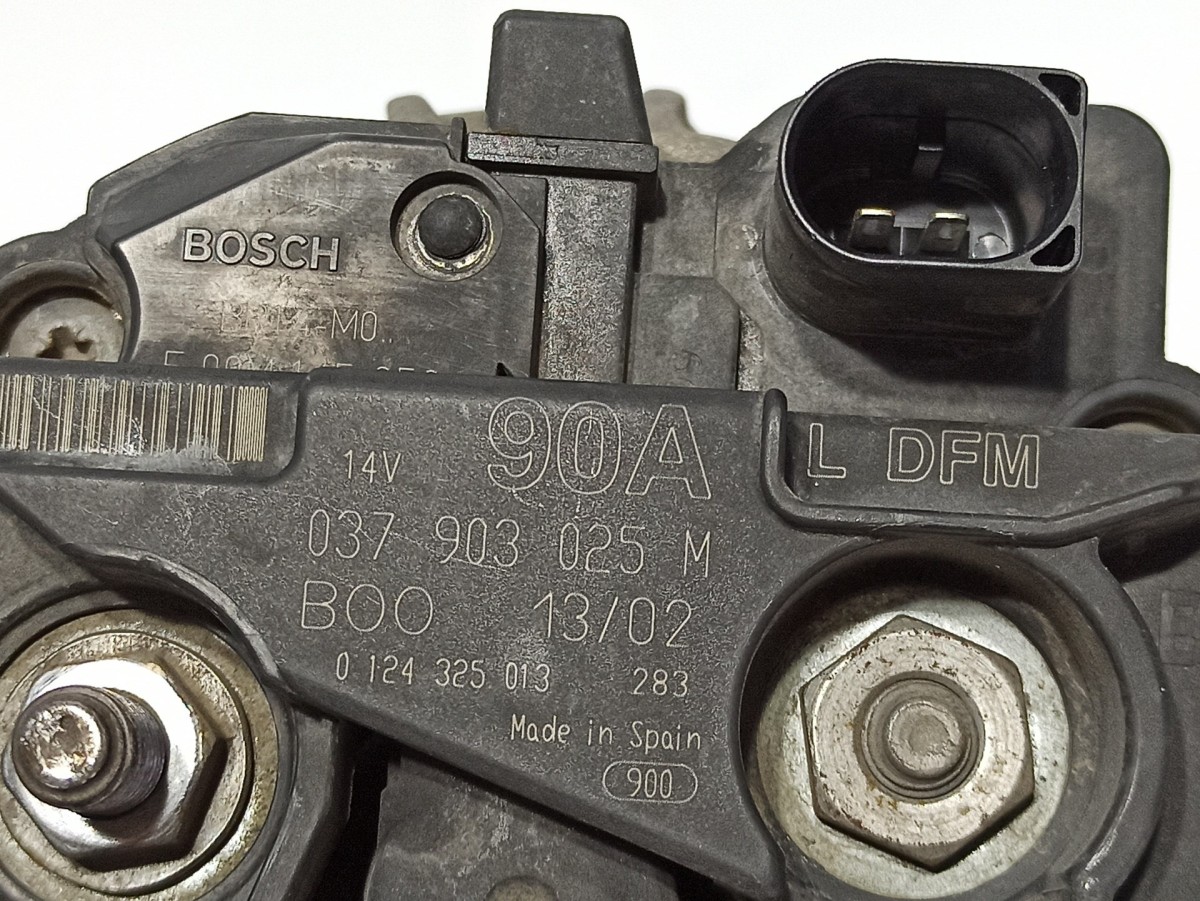 BOSCH
90A
14V
L DFM
037 903 025 M
BOO 13/02
0 124 325 013 283
Made in Spain
900